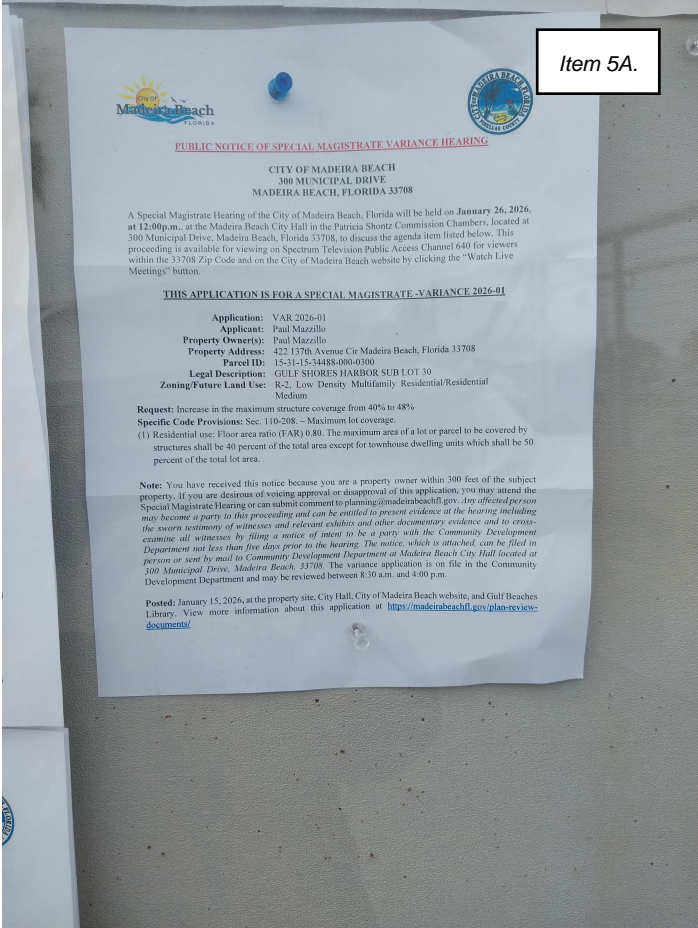 Item 5A.
City Of
Madeira Beach
FLORIDA
CITY OF MADEIRA BEACH, FLORIDA
PINELLAS COUNTY
PUBLIC NOTICE OF SPECIAL MAGISTRATE VARIANCE HEARING
CITY OF MADEIRA BEACH
300 MUNICIPAL DRIVE
MADEIRA BEACH, FLORIDA 33708
A Special Magistrate Hearing of the City of Madeira Beach, Florida will be held on January 26, 2026,
at 12:00p.m., at the Madeira Beach City Hall in the Patricia Shontz Commission Chambers, located at
300 Municipal Drive, Madeira Beach, Florida 33708, to discuss the agenda item listed below. This
proceeding is available for viewing on Spectrum Television Public Access Channel 640 for viewers
within the 33708 Zip Code and on the City of Madeira Beach website by clicking the “Watch Live
Meetings” button.
THIS APPLICATION IS FOR A SPECIAL MAGISTRATE -VARIANCE 2026-01
Application: VAR 2026-01
Applicant: Paul Mazzillo
Property Owner(s): Paul Mazzillo
Property Address: 422 137th Avenue Cir Madeira Beach, Florida 33708
Parcel ID: 15-31-15-34488-000-0300
Legal Description: GULF SHORES HARBOR SUB LOT 30
Zoning/Future Land Use: R-2, Low Density Multifamily Residential/Residential
Medium
Request: Increase in the maximum structure coverage from 40% to 48%
Specific Code Provisions: Sec. 110-208. – Maximum lot coverage.
(1) Residential use: Floor area ratio (FAR) 0.80. The maximum area of a lot or parcel to be covered by
structures shall be 40 percent of the total area except for townhouse dwelling units which shall be 50
percent of the total lot area.
Note: You have received this notice because you are a property owner within 300 feet of the subject
property. If you are desirous of voicing approval or disapproval of this application, you may attend the
Special Magistrate Hearing or can submit comment to planning@madeirabeachfl.gov. Any affected person
may become a party to this proceeding and can be entitled to present evidence at the hearing including
the sworn testimony of witnesses and relevant exhibits and other documentary evidence and to cross-
examine all witnesses by filing a notice of intent to be a party with the Community Development
Department not less than five days prior to the hearing. The notice, which is attached, can be filed in
person or sent by mail to Community Development Department at Madeira Beach City Hall located at
300 Municipal Drive, Madeira Beach, 33708. The variance application is on file in the Community
Development Department and may be reviewed between 8:30 a.m. and 4:00 p.m.
Posted: January 15, 2026, at the property site, City Hall, City of Madeira Beach website, and Gulf Beaches
Library. View more information about this application at https://madeirabeachfl.gov/plan-review-
documents/